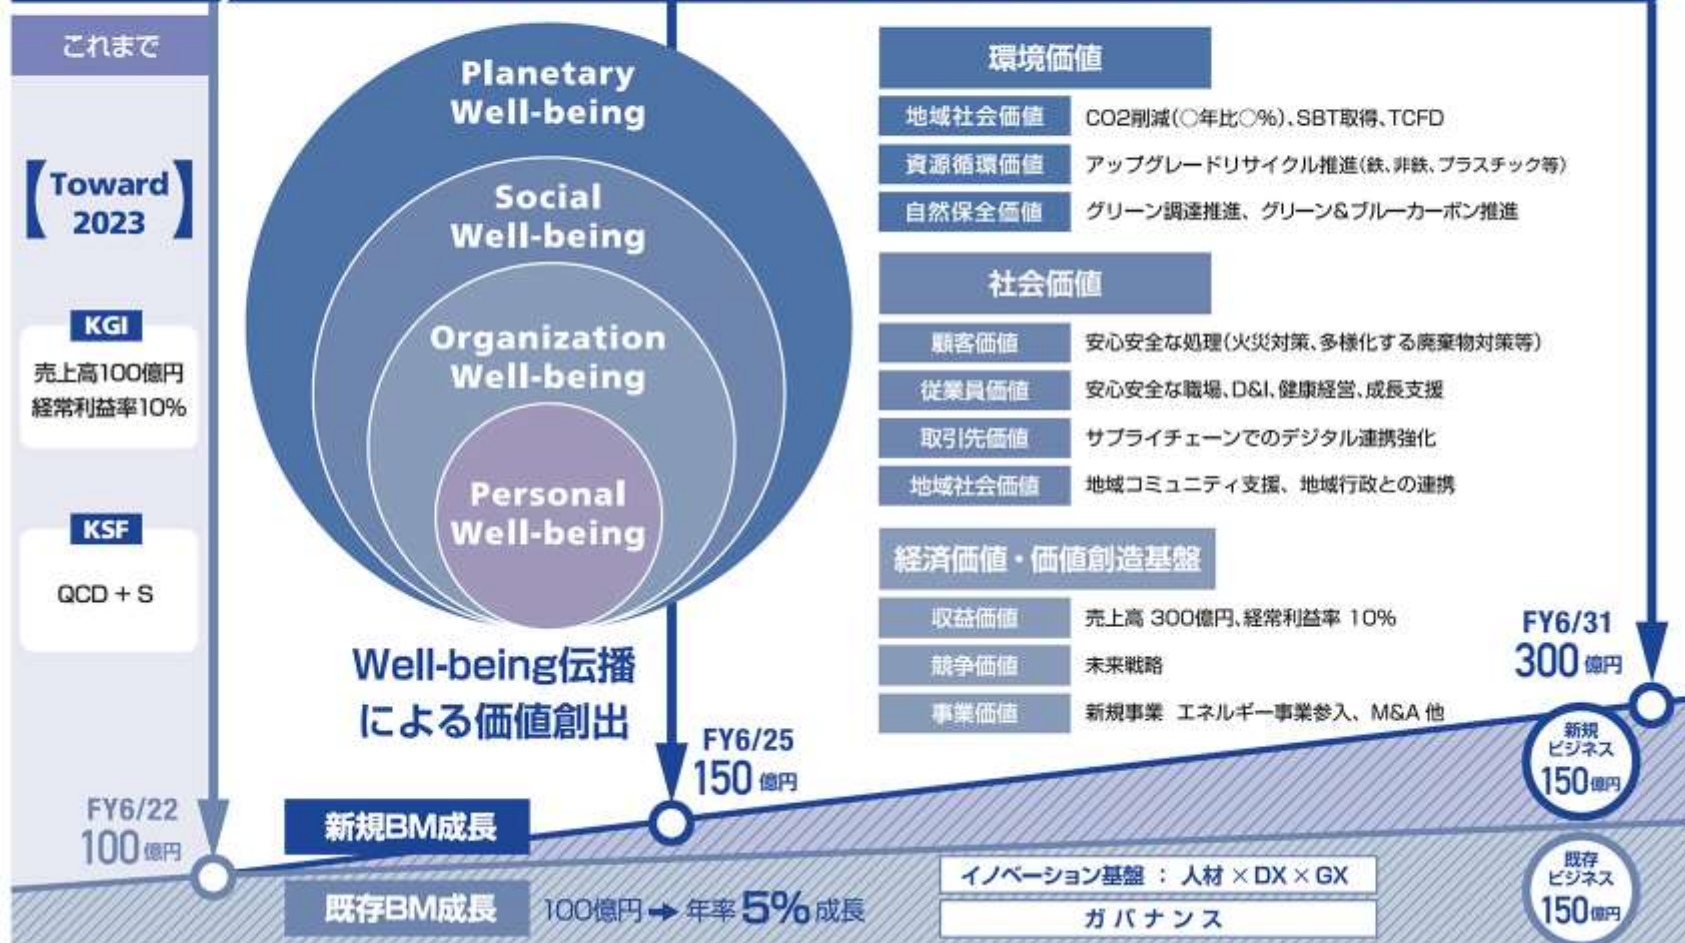 これまで
【Toward
2023】
KGI
売上高100億円
経常利益率10%
KSF
QCD + S
FY6/22
100億円
Planetary
Well-being
Social
Well-being
Organization
Well-being
Personal
Well-being
Well-being伝播
による価値創出
環境価値
地域社会価値 CO2削減(○年比○%)、SBT取得、TCFD
資源循環価値 アップグレードリサイクル推進(鉄、非鉄、プラスチック等)
自然保全価値 グリーン調達推進、グリーン&ブルーカーボン推進
社会価値
顧客価値 安心安全な処理(火災対策、多様化する廃棄物対策等)
従業員価値 安心安全な職場、D&I、健康経営、成長支援
取引先価値 サプライチェーンでのデジタル連携強化
地域社会価値 地域コミュニティ支援、地域行政との連携
経済価値・価値創造基盤
収益価値 売上高 300億円、経常利益率 10%
競争価値 未来戦略
事業価値 新規事業 エネルギー事業参入、M&A 他
FY6/25
150億円
FY6/31
300億円
新規
ビジネス
150億円
新規BM成長
既存BM成長 100億円➡年率5%成長
イノベーション基盤 : 人材×DX×GX
ガバナンス
既存
ビジネス
150億円